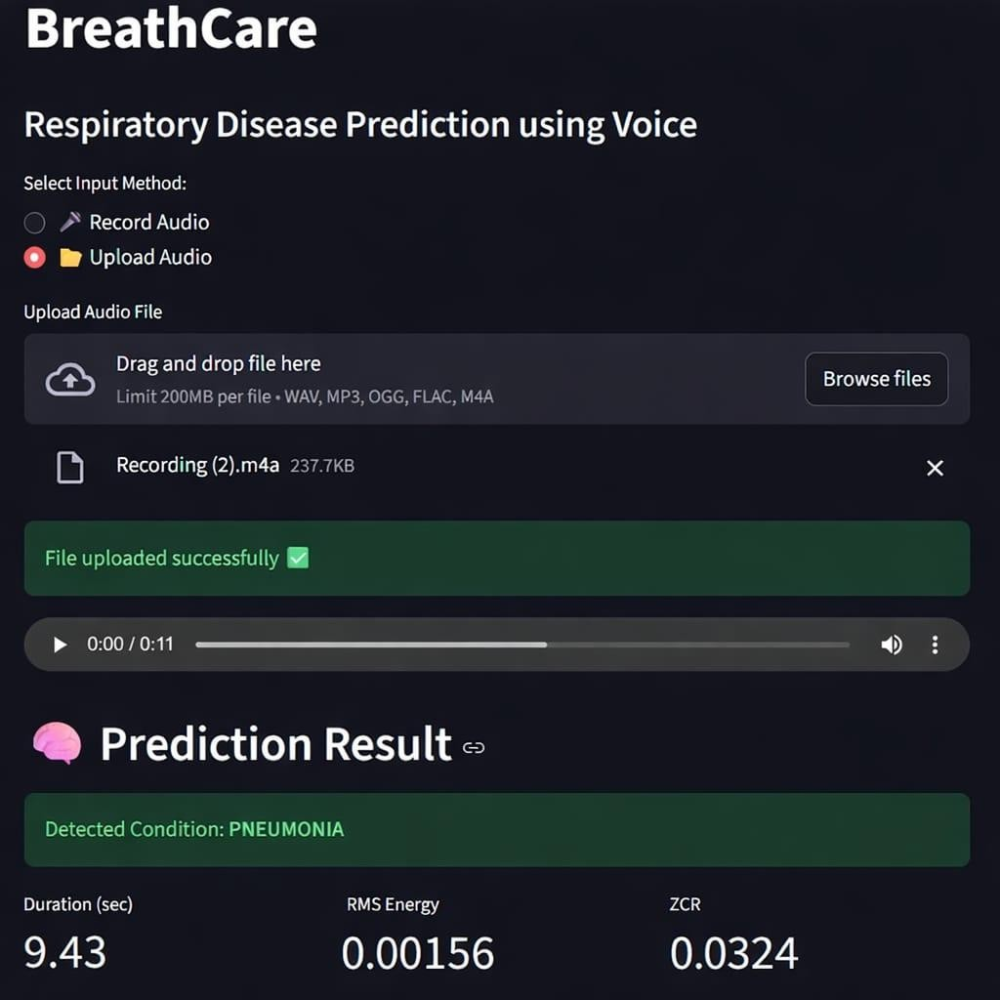 BreathCare
Respiratory Disease Prediction using Voice
Select Input Method:
Record Audio
Upload Audio
Upload Audio File
Drag and drop file here
Limit 200MB per file • WAV, MP3, OGG, FLAC, M4A
Browse files
Recording (2).m4a 237.7KB
File uploaded successfully ✅
0:00 / 0:11
Prediction Result
Detected Condition: PNEUMONIA
Duration (sec) RMS Energy ZCR
9.43 0.00156 0.0324